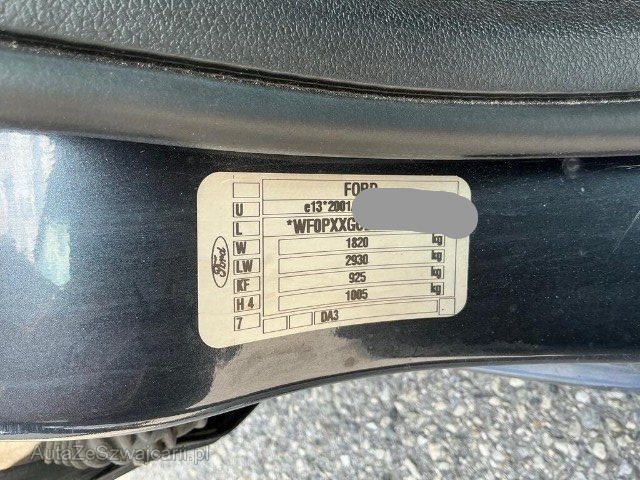 FORD
U e13*2001/
L *WF0PXXGC
W 1820 kg
LW 2930 kg
KF 925 kg
H 4 1005 kg
7 DA3
Ford
AutaZeSzwajcarii.pl